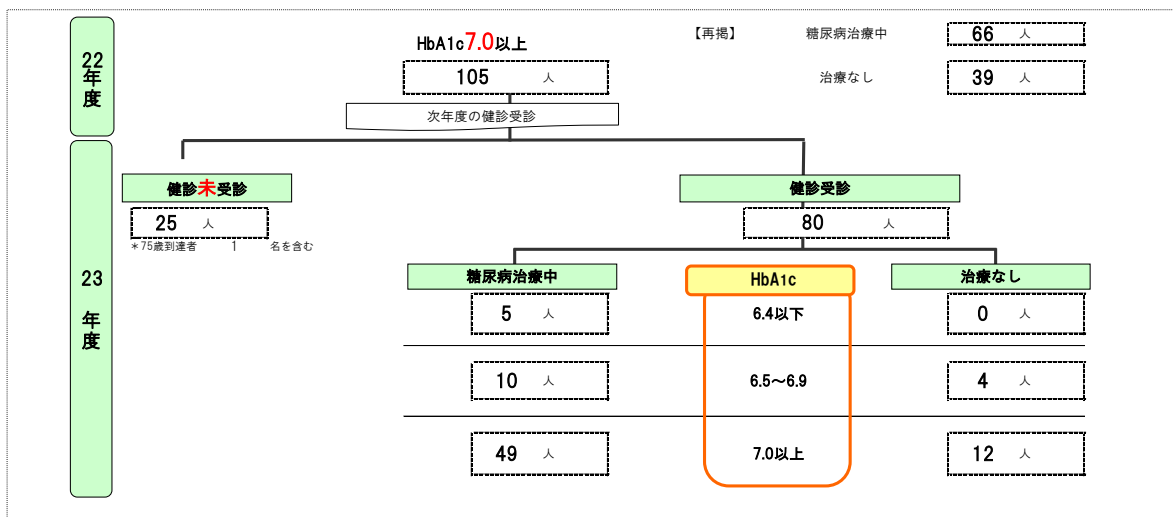 22年度
HbA1c7.0以上
105 人
【再掲】 糖尿病治療中 66 人
治療なし 39 人
次年度の健診受診
23年度
健診未受診
25 人
*75歳到達者 1 名を含む
健診受診
80 人
糖尿病治療中 HbA1c 治療なし
5 人 6.4以下 0 人
10 人 6.5～6.9 4 人
49 人 7.0以上 12 人